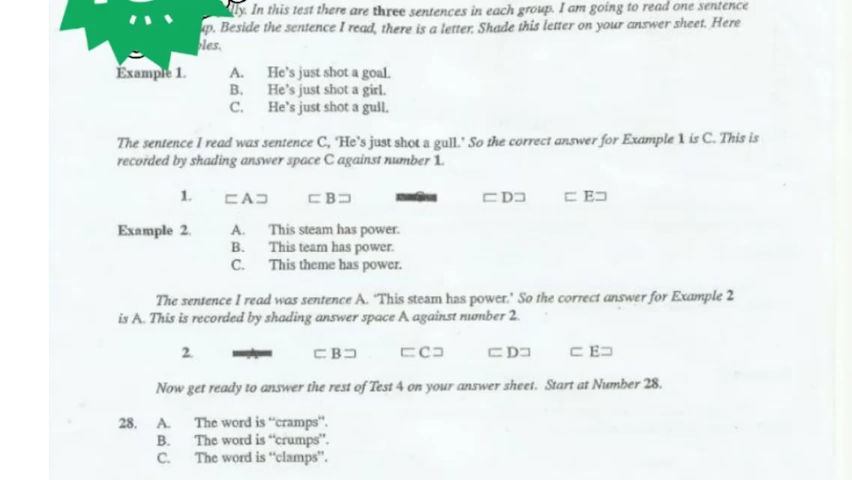 In this test there are three sentences in each group. I am going to read one sentence
Beside the sentence I read, there is a letter. Shade this letter on your answer sheet. Here
Example 1. A. He's just shot a goal.
B. He's just shot a girl.
C. He's just shot a gull.
The sentence I read was sentence C, 'He's just shot a gull.' So the correct answer for Example 1 is C. This is
recorded by shading answer space C against number 1.
1. A B D E
Example 2. A. This steam has power.
B. This team has power.
C. This theme has power.
The sentence I read was sentence A. 'This steam has power.' So the correct answer for Example 2
is A. This is recorded by shading answer space A against number 2.
2. A B C D E
Now get ready to answer the rest of Test 4 on your answer sheet. Start at Number 28.
28. A. The word is "cramps".
B. The word is "crumps".
C. The word is "clamps".